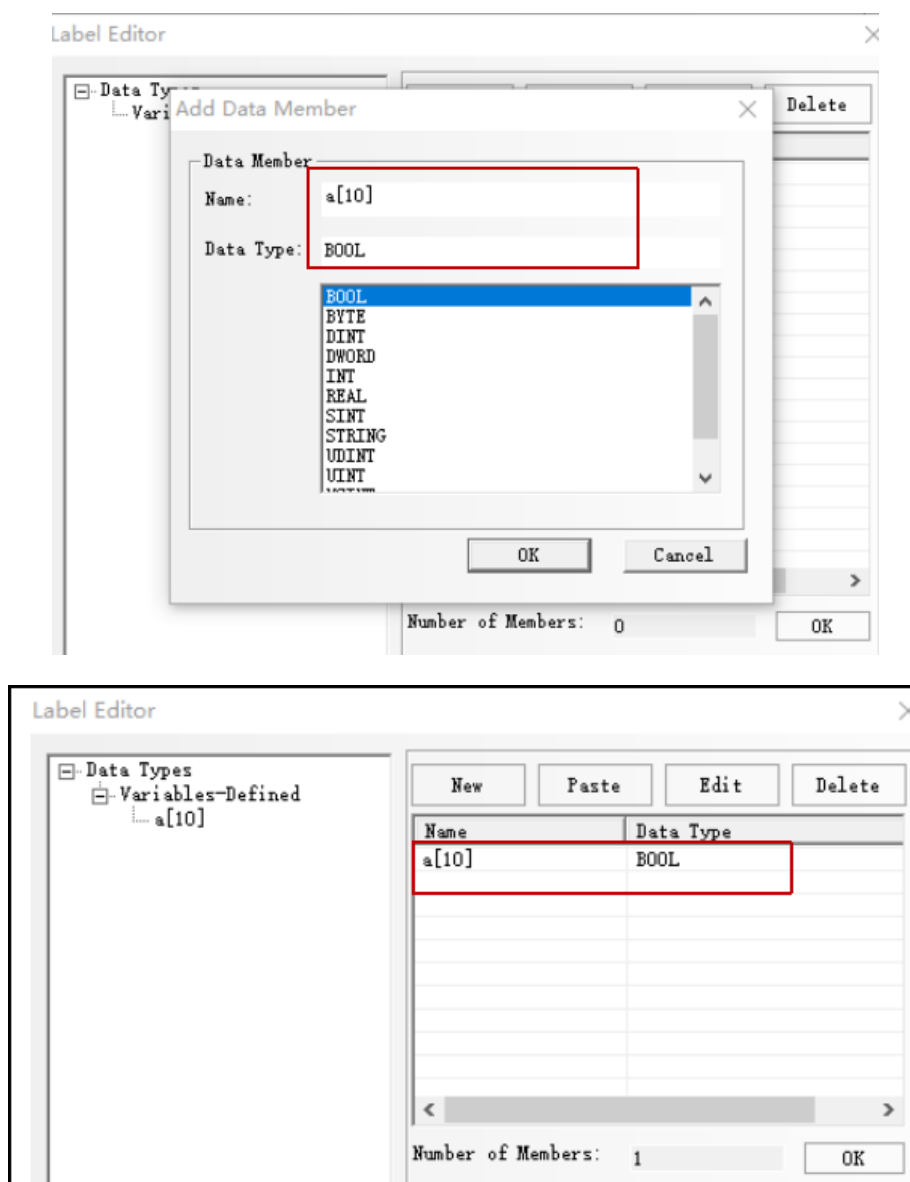 Label Editor
Data Ty
Vari
Delete
Add Data Member
Data Member
Name: a[10]
Data Type: BOOL
BOOL
BYTE
DINT
DWORD
INT
REAL
SINT
STRING
UDINT
UINT
OK Cancel
Number of Members: 0 OK
Label Editor
Data Types
Variables-Defined
a[10]
New Paste Edit Delete
Name Data Type
a[10] BOOL
Number of Members: 1 OK